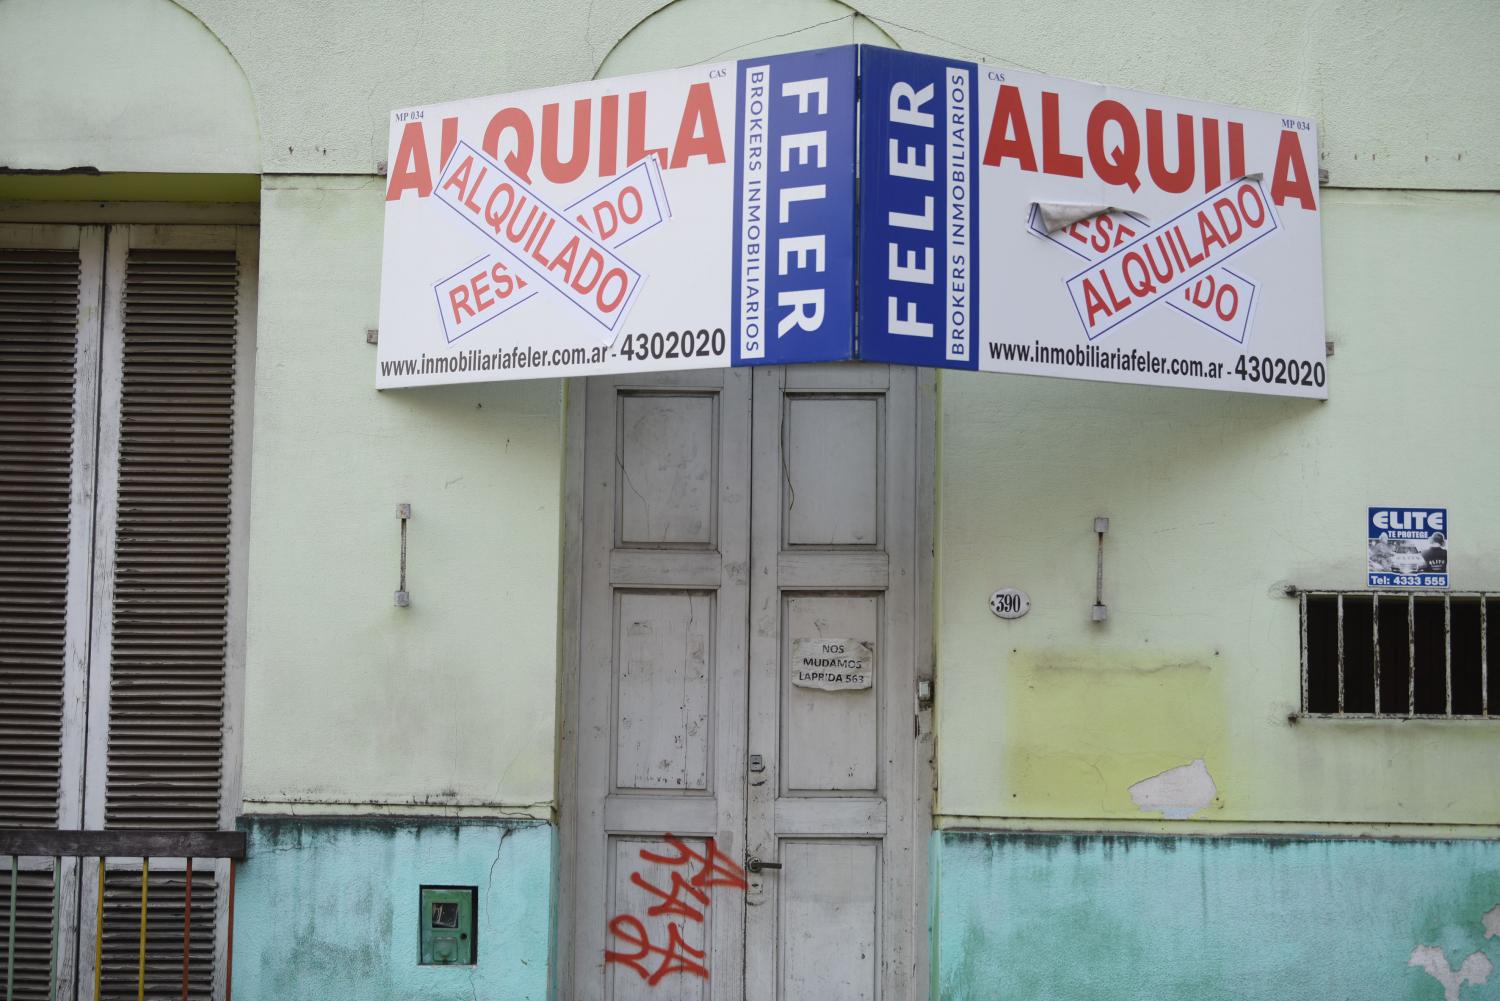 CAS
MP 034
ALQUILA
ALQUILADO
www.inmobiliariafeler.com.ar - 4302020
BROKERS INMOBILIARIOS
FELER
FELER
BROKERS INMOBILIARIOS
CAS
MP 034
ALQUILA
ALQUILADO
www.inmobiliariafeler.com.ar - 4302020
ELITE
TE PROTEGE
Tel: 4333 555
390
NOS
MUDAMOS
LAPRIDA 563